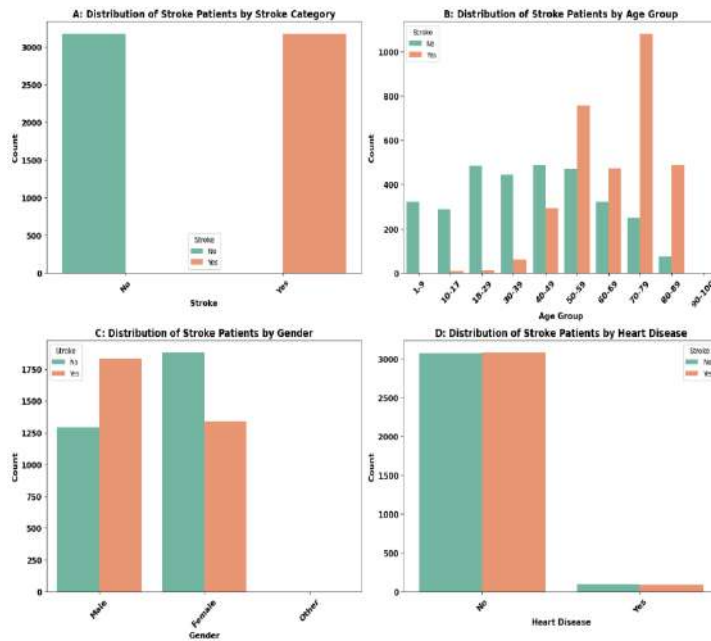 A: Distribution of Stroke Patients by Stroke Category
3000
2500
2000
1500
1000
500
0
Count
Stroke
No
Yes
No
Yes
Stroke
B: Distribution of Stroke Patients by Age Group
Stroke
No
Yes
1000
800
600
400
200
0
Count
1-9
10-17
18-29
30-39
40-49
50-59
60-69
70-79
80-89
90-100
Age Group
C: Distribution of Stroke Patients by Gender
Stroke
No
Yes
1750
1500
1250
1000
750
500
250
0
Count
Male
Female
Other
Gender
D: Distribution of Stroke Patients by Heart Disease
Stroke
No
Yes
3000
2500
2000
1500
1000
500
0
Count
No
Yes
Heart Disease